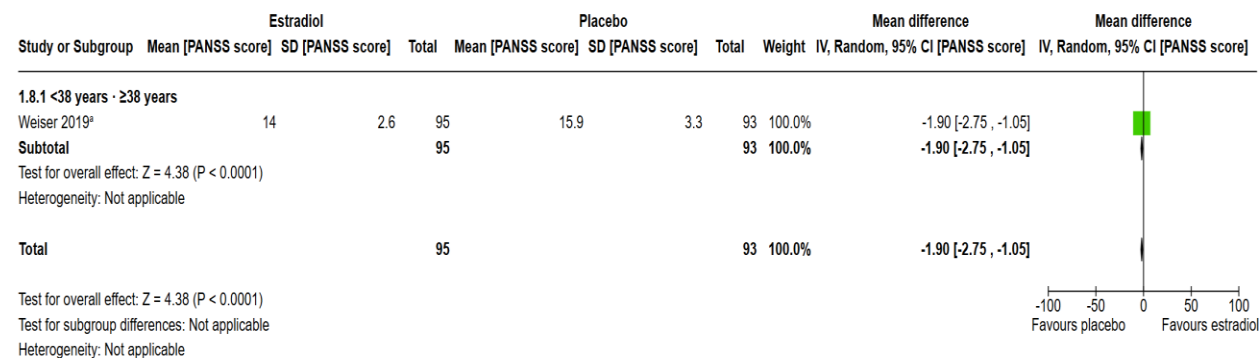 Estradiol Placebo Mean difference Mean difference
Study or Subgroup Mean [PANSS score] SD [PANSS score] Total Mean [PANSS score] SD [PANSS score] Total Weight IV, Random, 95% CI [PANSS score] IV, Random, 95% CI [PANSS score]
1.8.1 <38 years · ≥38 years
Weiser 2019ᵃ 14 2.6 95 15.9 3.3 93 100.0% -1.90 [-2.75 , -1.05]
Subtotal 95 93 100.0% -1.90 [-2.75 , -1.05]
Test for overall effect: Z = 4.38 (P < 0.0001)
Heterogeneity: Not applicable
Total 95 93 100.0% -1.90 [-2.75 , -1.05]
Test for overall effect: Z = 4.38 (P < 0.0001)
-100 -50 0 50 100
Test for subgroup differences: Not applicable Favours placebo Favours estradiol
Heterogeneity: Not applicable